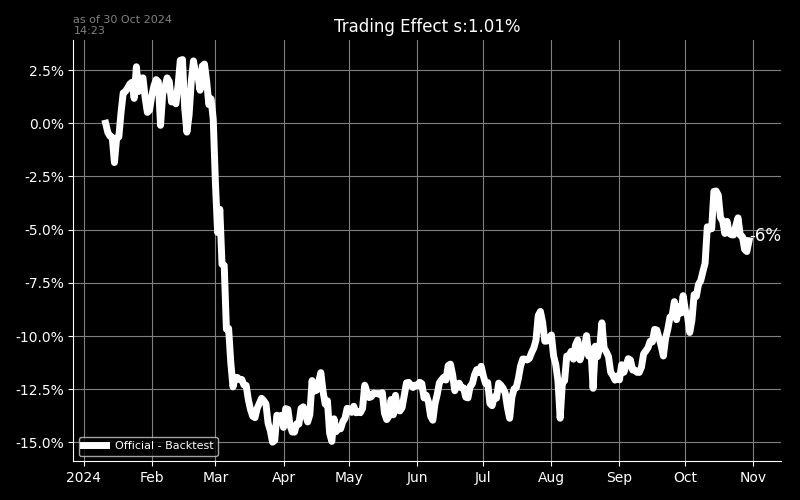 as of 30 Oct 2024
14:23
Trading Effect s:1.01%
2.5%
0.0%
-2.5%
-5.0%
-7.5%
-10.0%
-12.5%
-15.0%
-6%
Official - Backtest
2024 Feb Mar Apr May Jun Jul Aug Sep Oct Nov